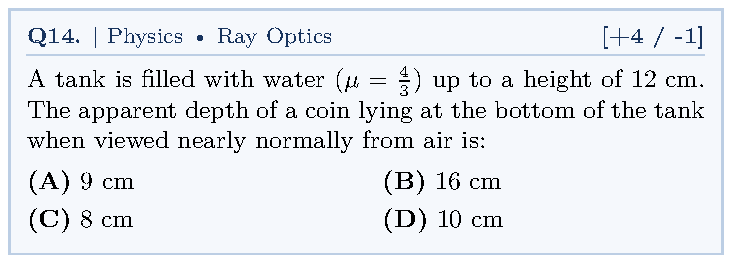 Q14. | Physics • Ray Optics [+4 / -1]
A tank is filled with water (μ = 4/3) up to a height of 12 cm.
The apparent depth of a coin lying at the bottom of the tank
when viewed nearly normally from air is:
(A) 9 cm (B) 16 cm
(C) 8 cm (D) 10 cm